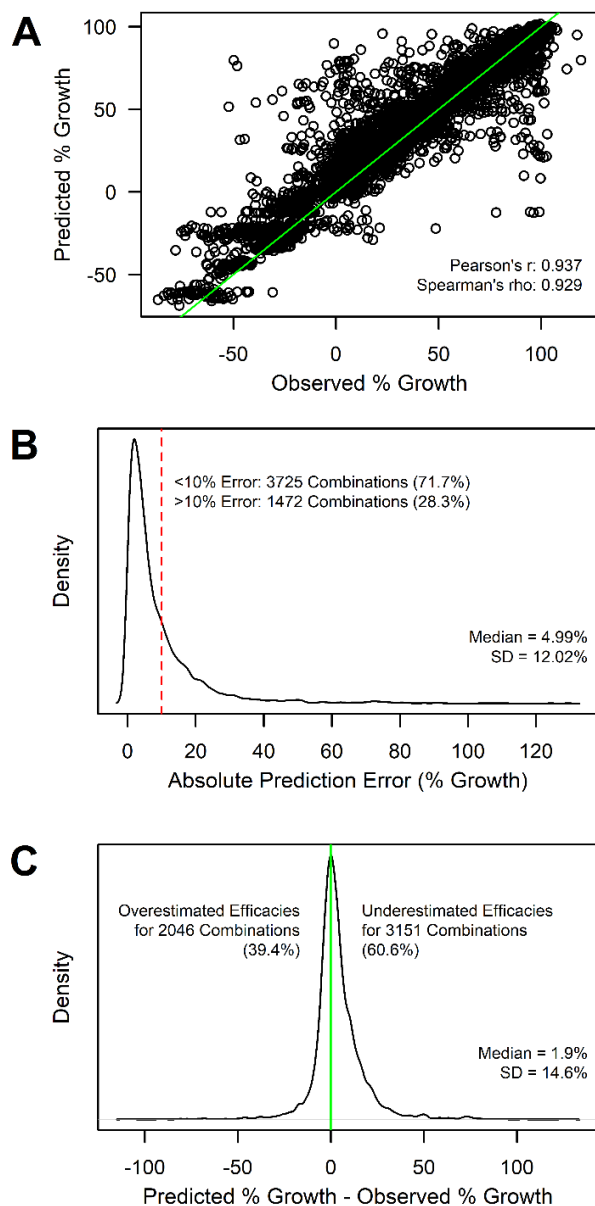 A
100
50
0
-50
Predicted % Growth
Pearson's r: 0.937
Spearman's rho: 0.929
-50 0 50 100
Observed % Growth
B
<10% Error: 3725 Combinations (71.7%)
>10% Error: 1472 Combinations (28.3%)
Density
Median = 4.99%
SD = 12.02%
0 20 40 60 80 100 120
Absolute Prediction Error (% Growth)
C
Overestimated Efficacies
for 2046 Combinations
(39.4%)
Underestimated Efficacies
for 3151 Combinations
(60.6%)
Density
Median = 1.9%
SD = 14.6%
-100 -50 0 50 100
Predicted % Growth - Observed % Growth